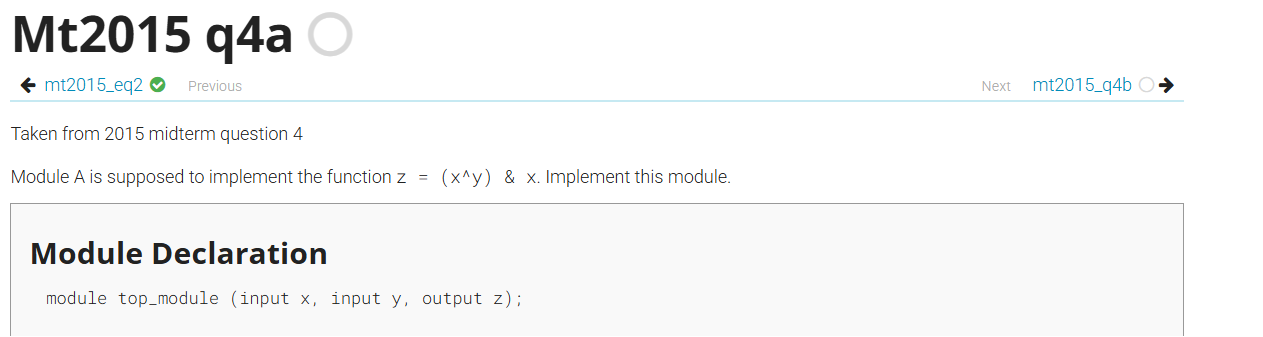 Mt2015 q4a
mt2015_eq2 Previous Next mt2015_q4b
Taken from 2015 midterm question 4
Module A is supposed to implement the function z = (x^y) & x. Implement this module.
Module Declaration
module top_module (input x, input y, output z);